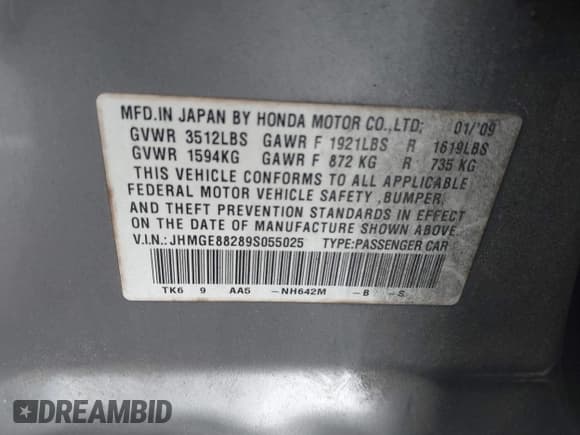 MFD.IN JAPAN BY HONDA MOTOR CO.,LTD; 01/'09
GVWR 3512LBS GAWR F 1921LBS R 1619LBS
GVWR 1594KG GAWR F 872 KG R 735 KG
THIS VEHICLE CONFORMS TO ALL APPLICABLE
FEDERAL MOTOR VEHICLE SAFETY ,BUMPER,
AND THEFT PREVENTION STANDARDS IN EFFECT
ON THE DATE OF MANUFACTURE SHOWN ABOVE.
V.I.N.: JHMGE88289S055025 TYPE:PASSENGER CAR
TK6 9 AA5 -NH642M -B -S
DREAMBID